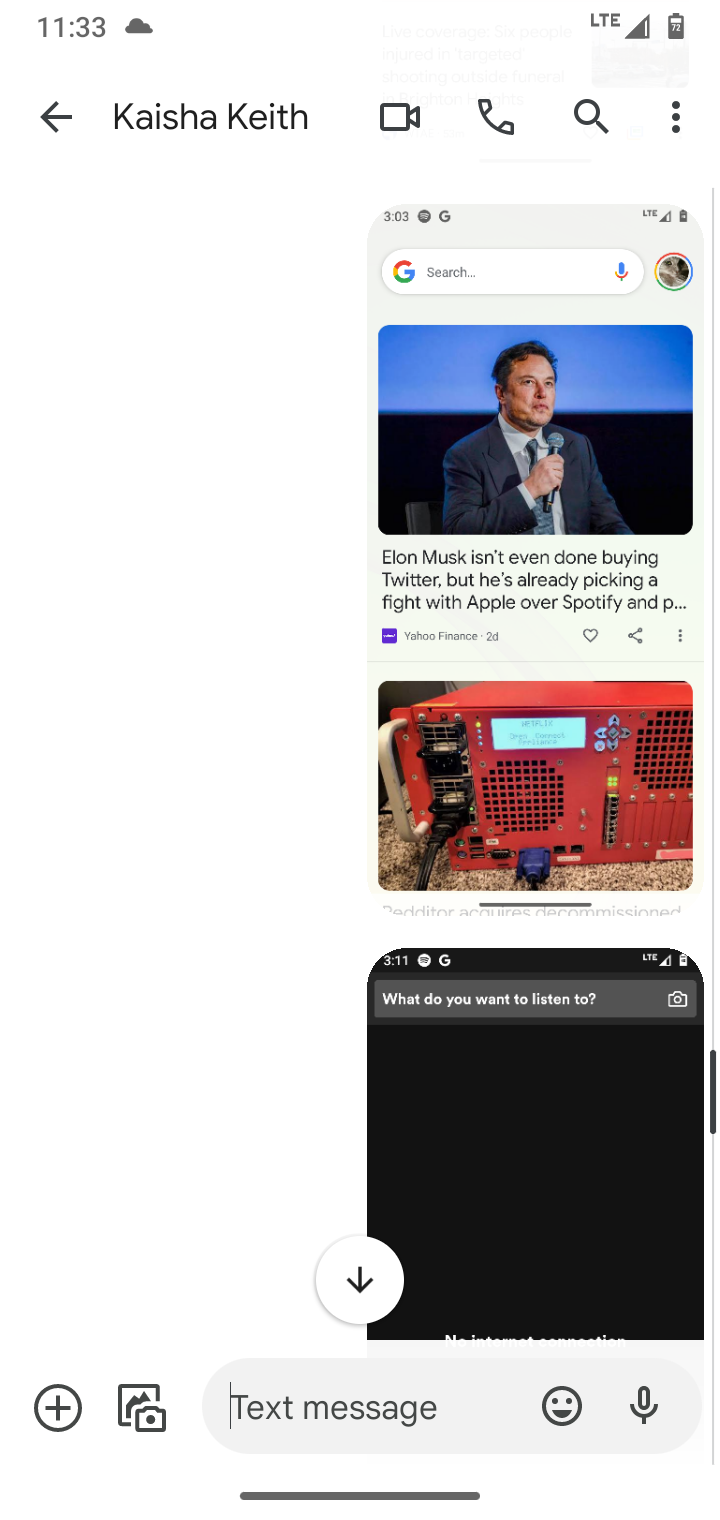 11:33
LTE
72
Live coverage: Six people
injured in 'targeted'
shooting outside funeral
in Brighton Heights
Kaisha Keith
3:03
LTE
Search...
Elon Musk isn't even done buying
Twitter, but he's already picking a
fight with Apple over Spotify and p...
Yahoo Finance · 2d
NETFLIX
Open Connect
Appliance
Redditor acquires decommissioned
3:11
LTE
What do you want to listen to?
No internet connection
Text message